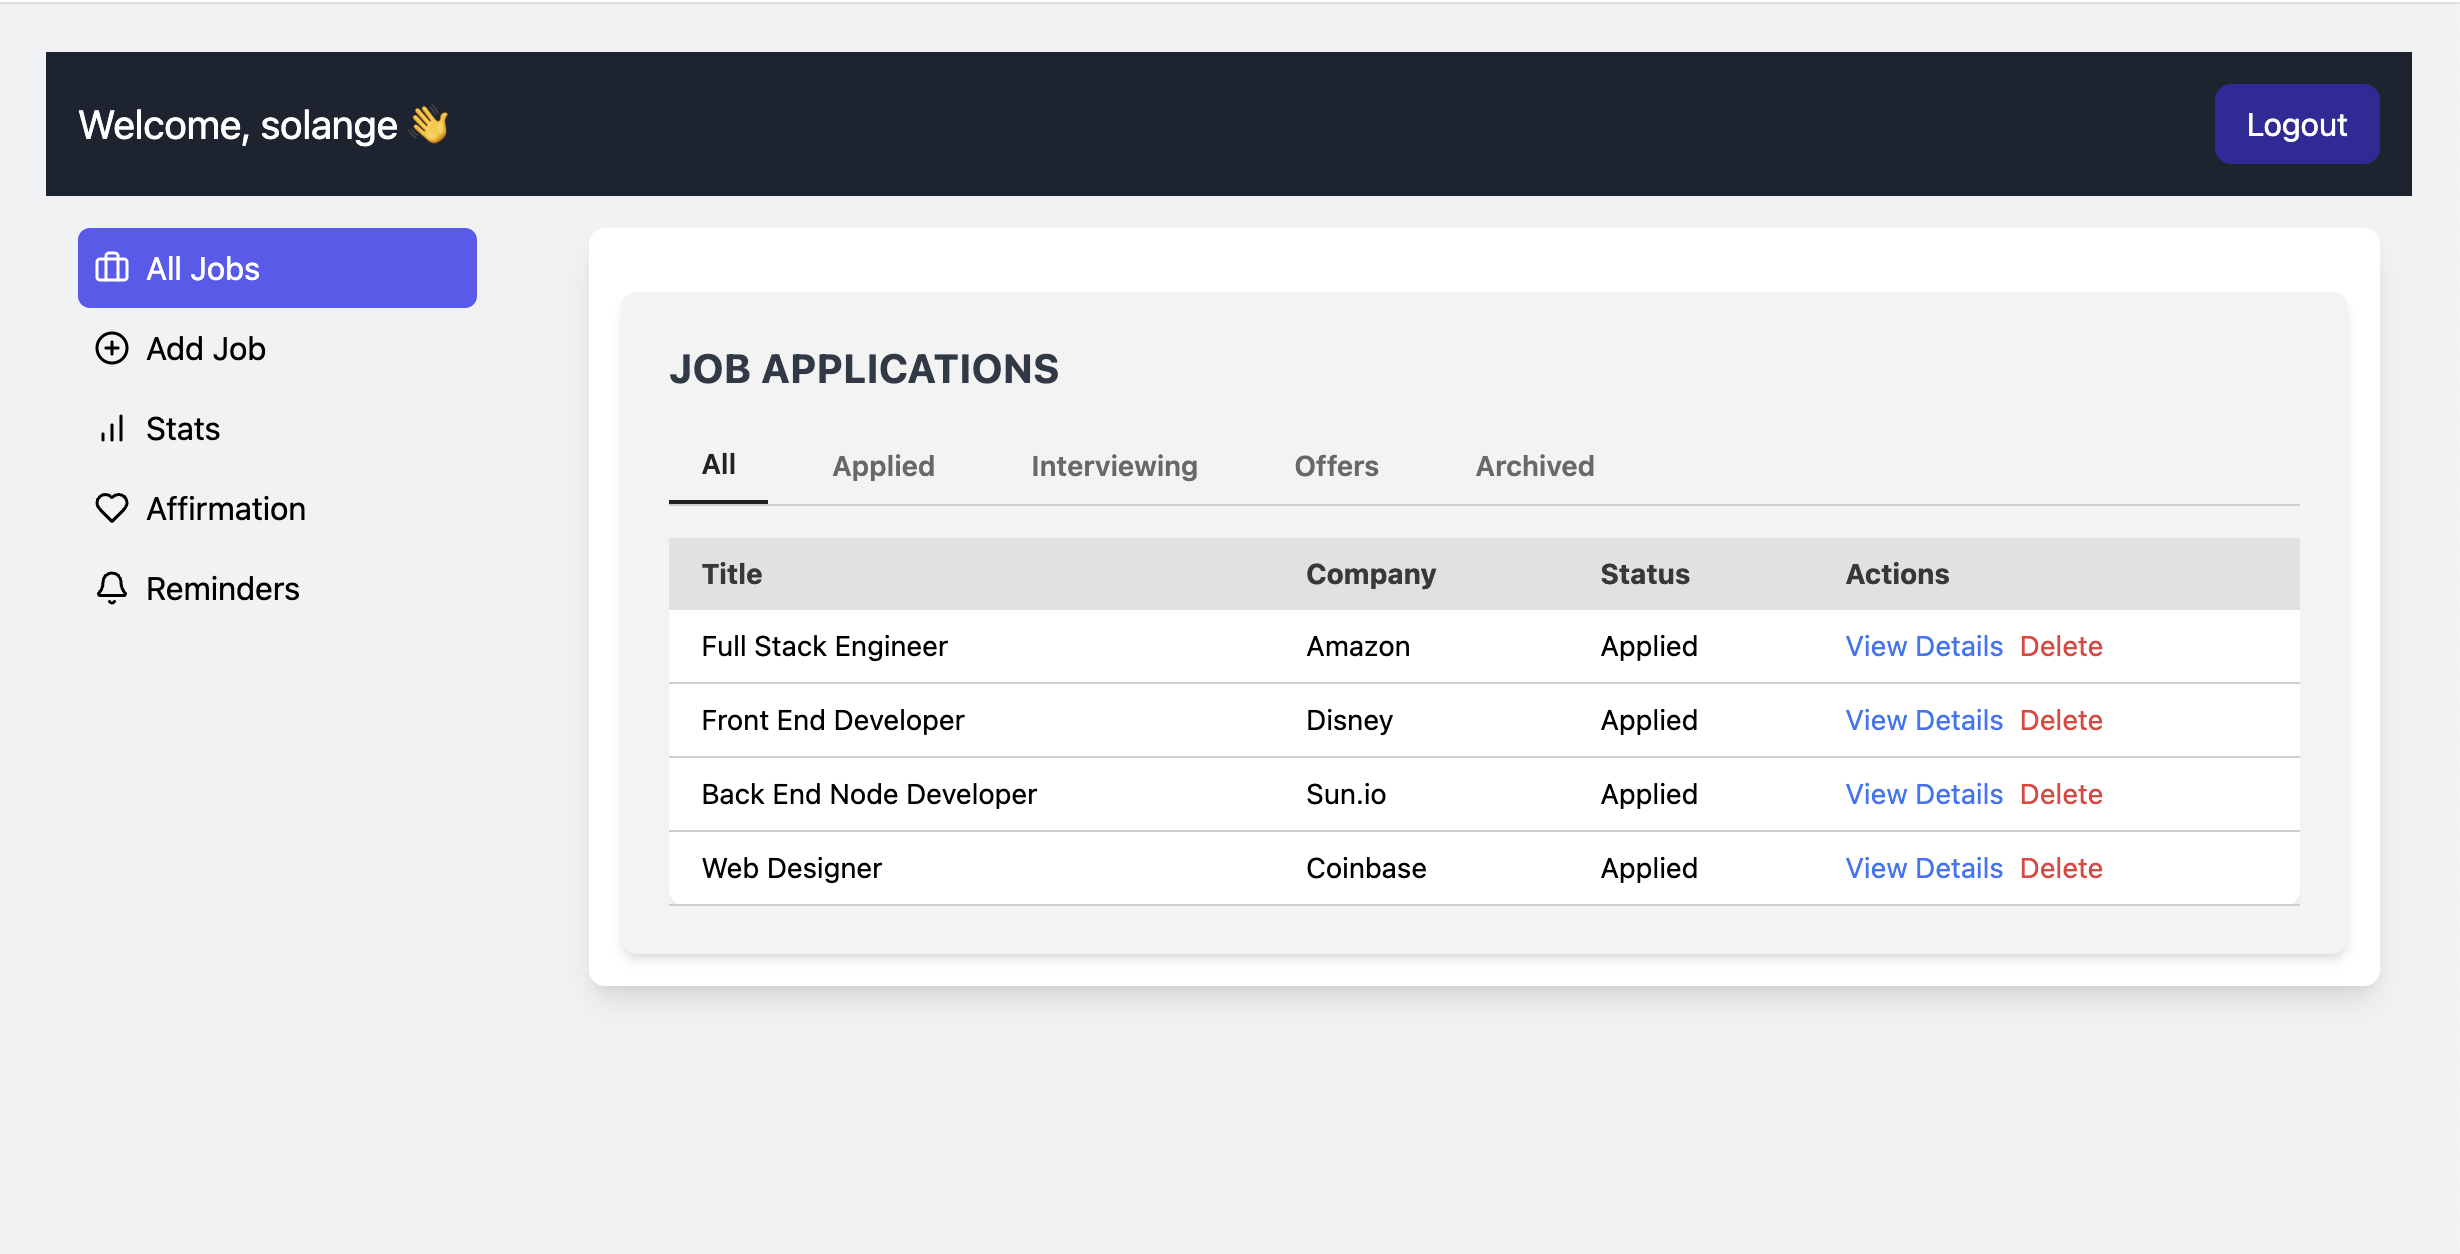 Welcome, solange 👋
Logout
All Jobs
Add Job
Stats
Affirmation
Reminders
JOB APPLICATIONS
All Applied Interviewing Offers Archived
Title Company Status Actions
Full Stack Engineer Amazon Applied View Details Delete
Front End Developer Disney Applied View Details Delete
Back End Node Developer Sun.io Applied View Details Delete
Web Designer Coinbase Applied View Details Delete